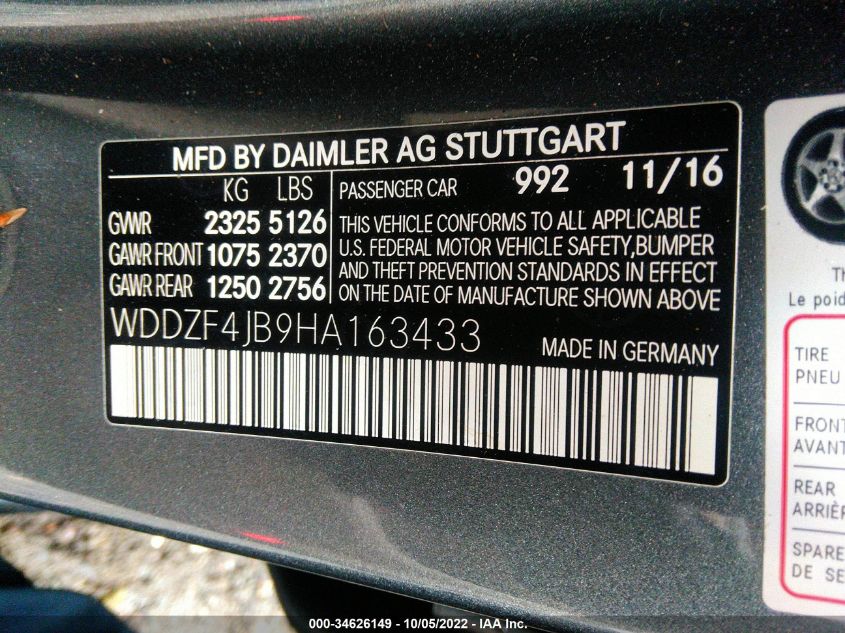 MFD BY DAIMLER AG STUTTGART
KG LBS
GVWR 2325 5126
GAWR FRONT 1075 2370
GAWR REAR 1250 2756
PASSENGER CAR 992 11/16
THIS VEHICLE CONFORMS TO ALL APPLICABLE
U.S. FEDERAL MOTOR VEHICLE SAFETY,BUMPER
AND THEFT PREVENTION STANDARDS IN EFFECT
ON THE DATE OF MANUFACTURE SHOWN ABOVE
WDDZF4JB9HA163433
MADE IN GERMANY
Th
Le poid
TIRE
PNEU
FRONT
AVANT
REAR
ARRIÈR
SPARE
DE SE
000-34626149 - 10/05/2022 - IAA Inc.